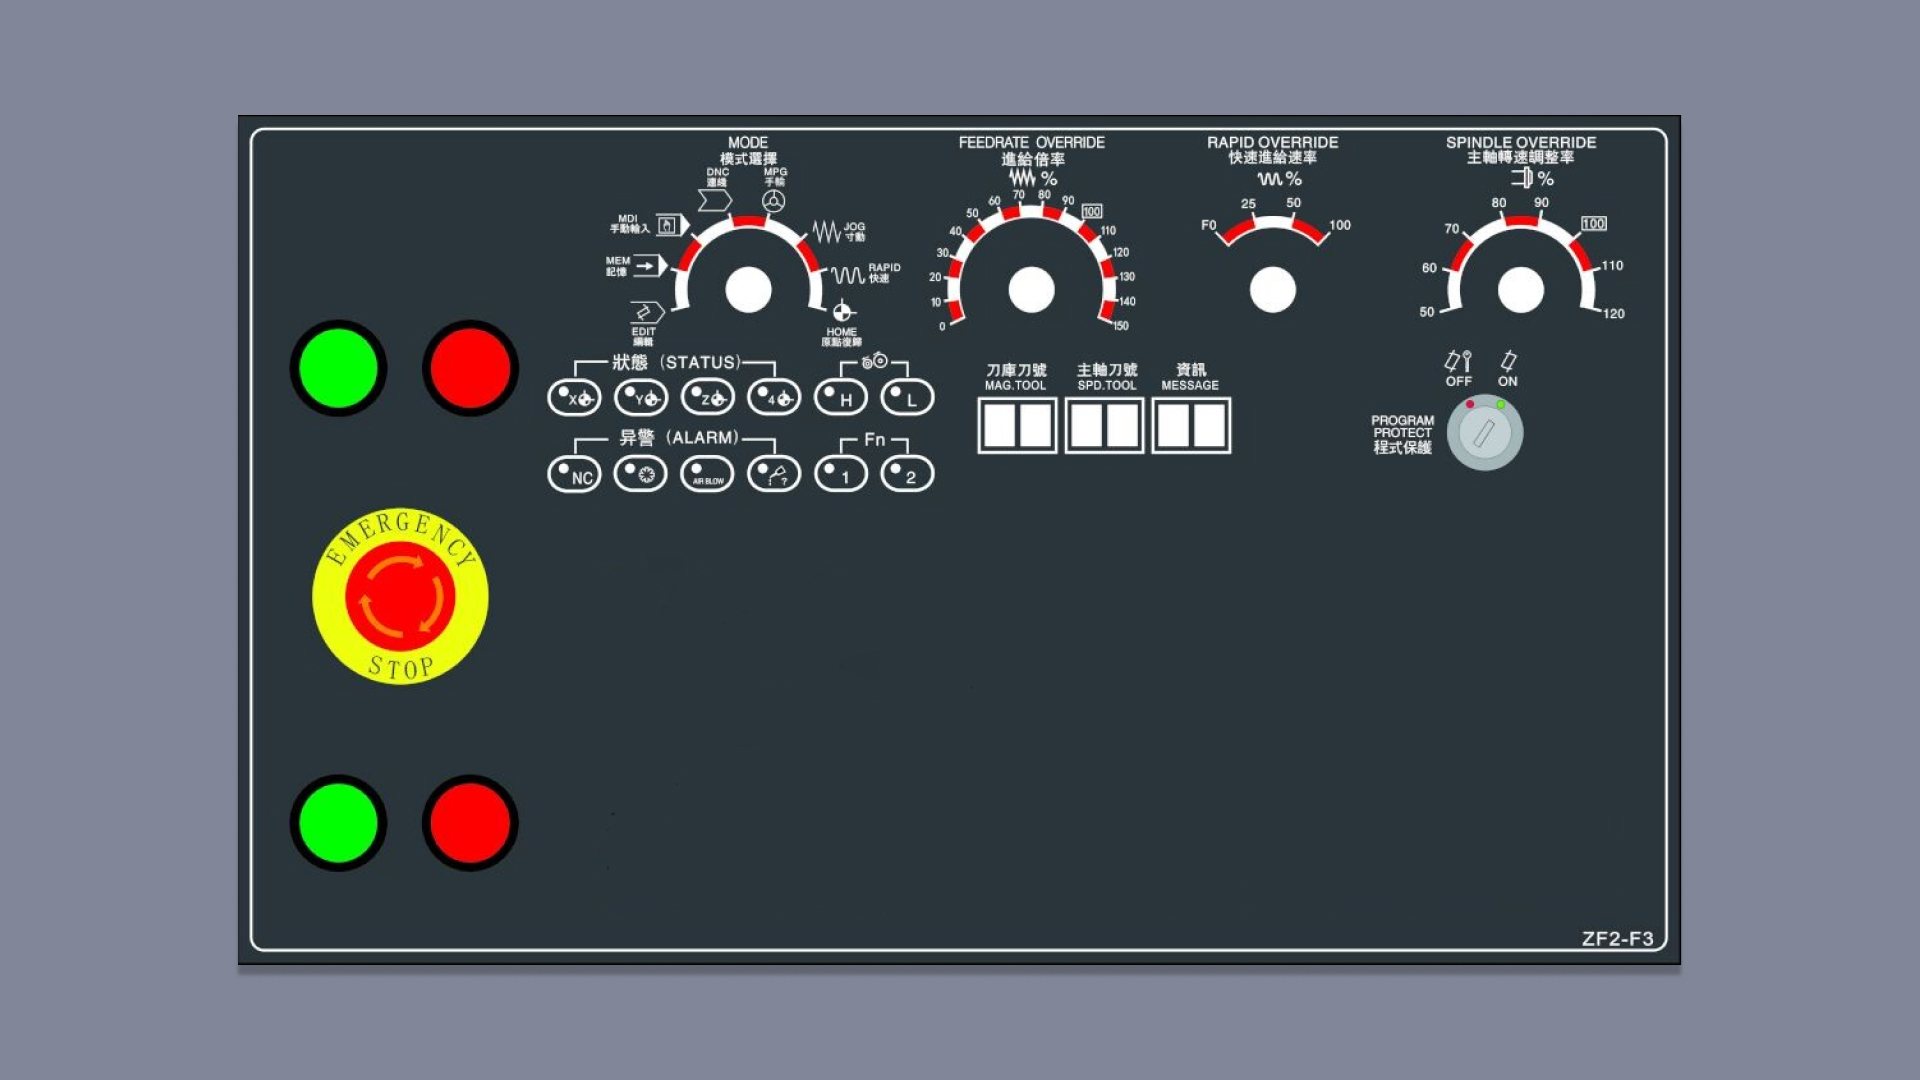 MODE
模式選擇
DNC
連線
MPG
手輪
MDI
手動輸入
JOG
寸動
MEM
記憶
RAPID
快速
EDIT
編輯
HOME
原點復歸
FEEDRATE OVERRIDE
進給倍率
%
0
10
20
30
40
50
60
70
80
90
100
110
120
130
140
150
RAPID OVERRIDE
快速進給速率
%
F0
25
50
100
SPINDLE OVERRIDE
主軸轉速調整率
%
50
60
70
80
90
100
110
120
狀態 (STATUS)
X
Y
Z
4
H
L
异警 (ALARM)
Fn
NC
AIR BLOW
?
1
2
刀庫刀號
MAG.TOOL
主軸刀號
SPD.TOOL
資訊
MESSAGE
OFF
ON
PROGRAM
PROTECT
程式保護
EMERGENCY
STOP
ZF2-F3